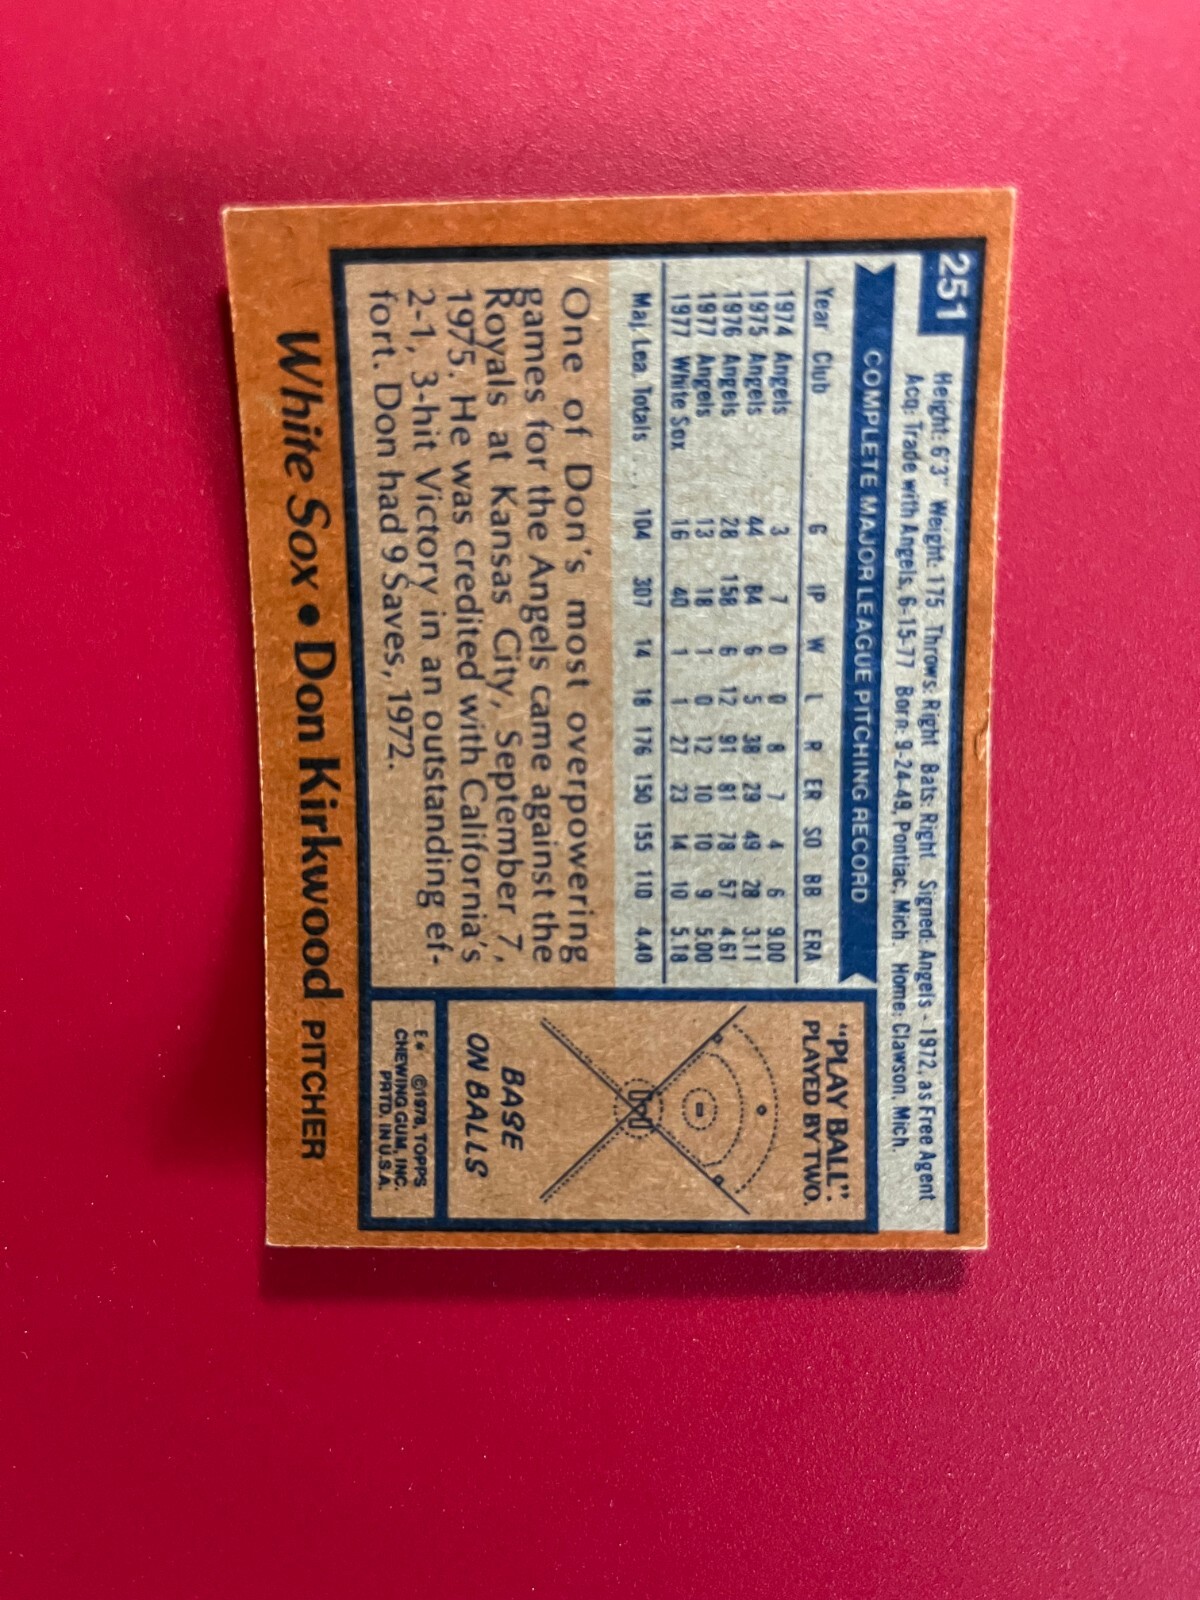 251
Height: 6'3" Weight: 175 Throws: Right Bats: Right Signed: Angels - 1972, as Free Agent
Acq: Trade with Angels, 6-15-77 Born: 9-24-49, Pontiac, Mich. Home: Clawson, Mich.
COMPLETE MAJOR LEAGUE PITCHING RECORD
Year Club G IP W L R ER SO BB ERA
1974 Angels 3 7 0 0 8 7 4 6 9.00
1975 Angels 44 84 6 5 38 29 49 28 3.11
1976 Angels 28 158 6 12 91 81 78 57 4.61
1977 Angels 13 18 1 0 12 10 10 9 5.00
1977 White Sox 16 40 1 1 27 23 14 10 5.18
Maj. Lea. Totals . . . 104 307 14 18 176 150 155 110 4.40
One of Don's most overpowering
games for the Angels came against the
Royals at Kansas City, September 7,
1975. He was credited with California's
2-1, 3-hit Victory in an outstanding ef-
fort. Don had 9 Saves, 1972.
"PLAY BALL":
PLAYED BY TWO.
BASE
ON BALLS
E* ©1978, TOPPS
CHEWING GUM, INC.
PRTD. IN U.S.A.
White Sox • Don Kirkwood PITCHER